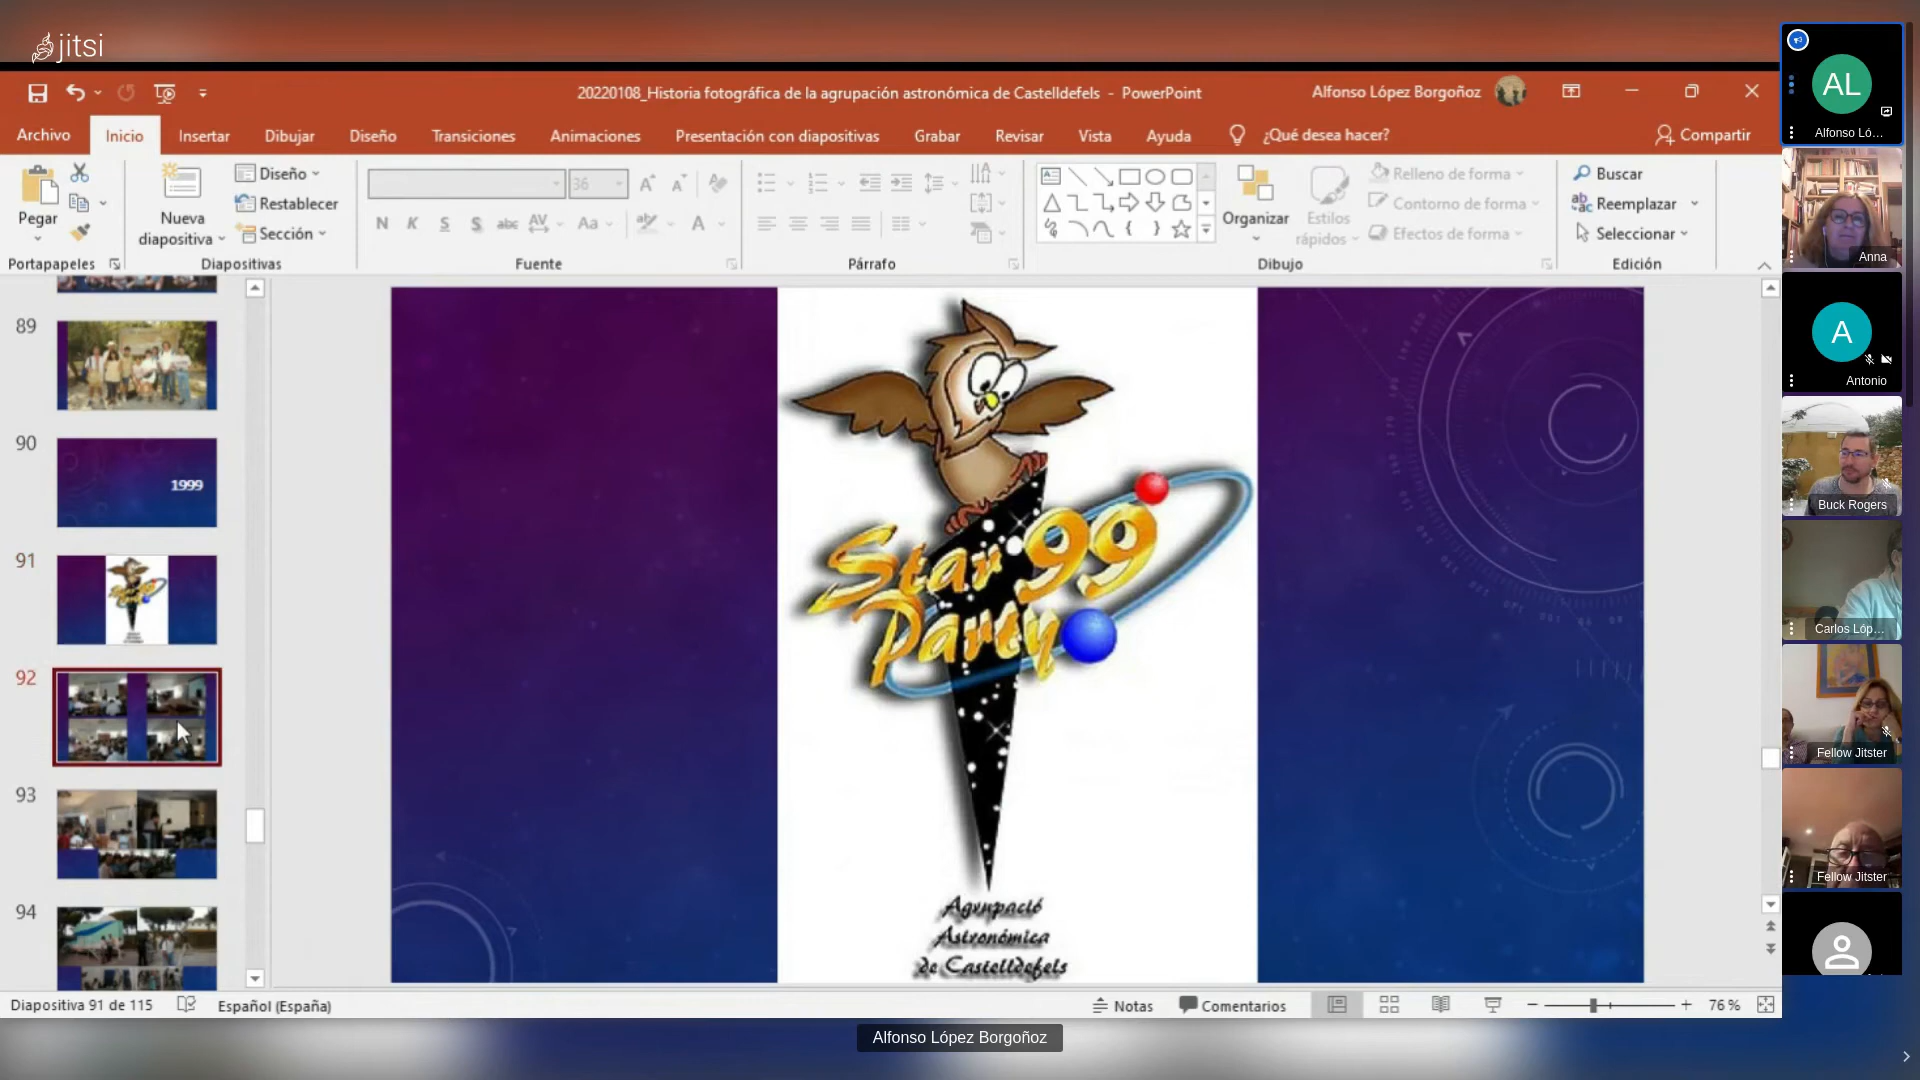 jitsi
20220108_Historia fotográfica de la agrupación astronómica de Castelldefels - PowerPoint
Alfonso López Borgoñoz
Archivo Inicio Insertar Dibujar Diseño Transiciones Animaciones Presentación con diapositivas Grabar Revisar Vista Ayuda ¿Qué desea hacer? Compartir
Pegar
Portapapeles
Nueva
diapositiva
Diseño
Restablecer
Sección
Diapositivas
36
N K S S abc AV Aa A
Fuente
Párrafo
Organizar
Estilos
rápidos
Relleno de forma
Contorno de forma
Efectos de forma
Dibujo
Buscar
Reemplazar
Seleccionar
Edición
89
90
1999
91
92
93
94
Star 99
Party
Agrupació
Astronómica
de Castelldefels
Diapositiva 91 de 115 Español (España) Notas Comentarios 76 %
Alfonso López Borgoñoz
AL
Alfonso Ló...
Anna
A
Antonio
Buck Rogers
Carlos Lóp...
Fellow Jitster
Fellow Jitster